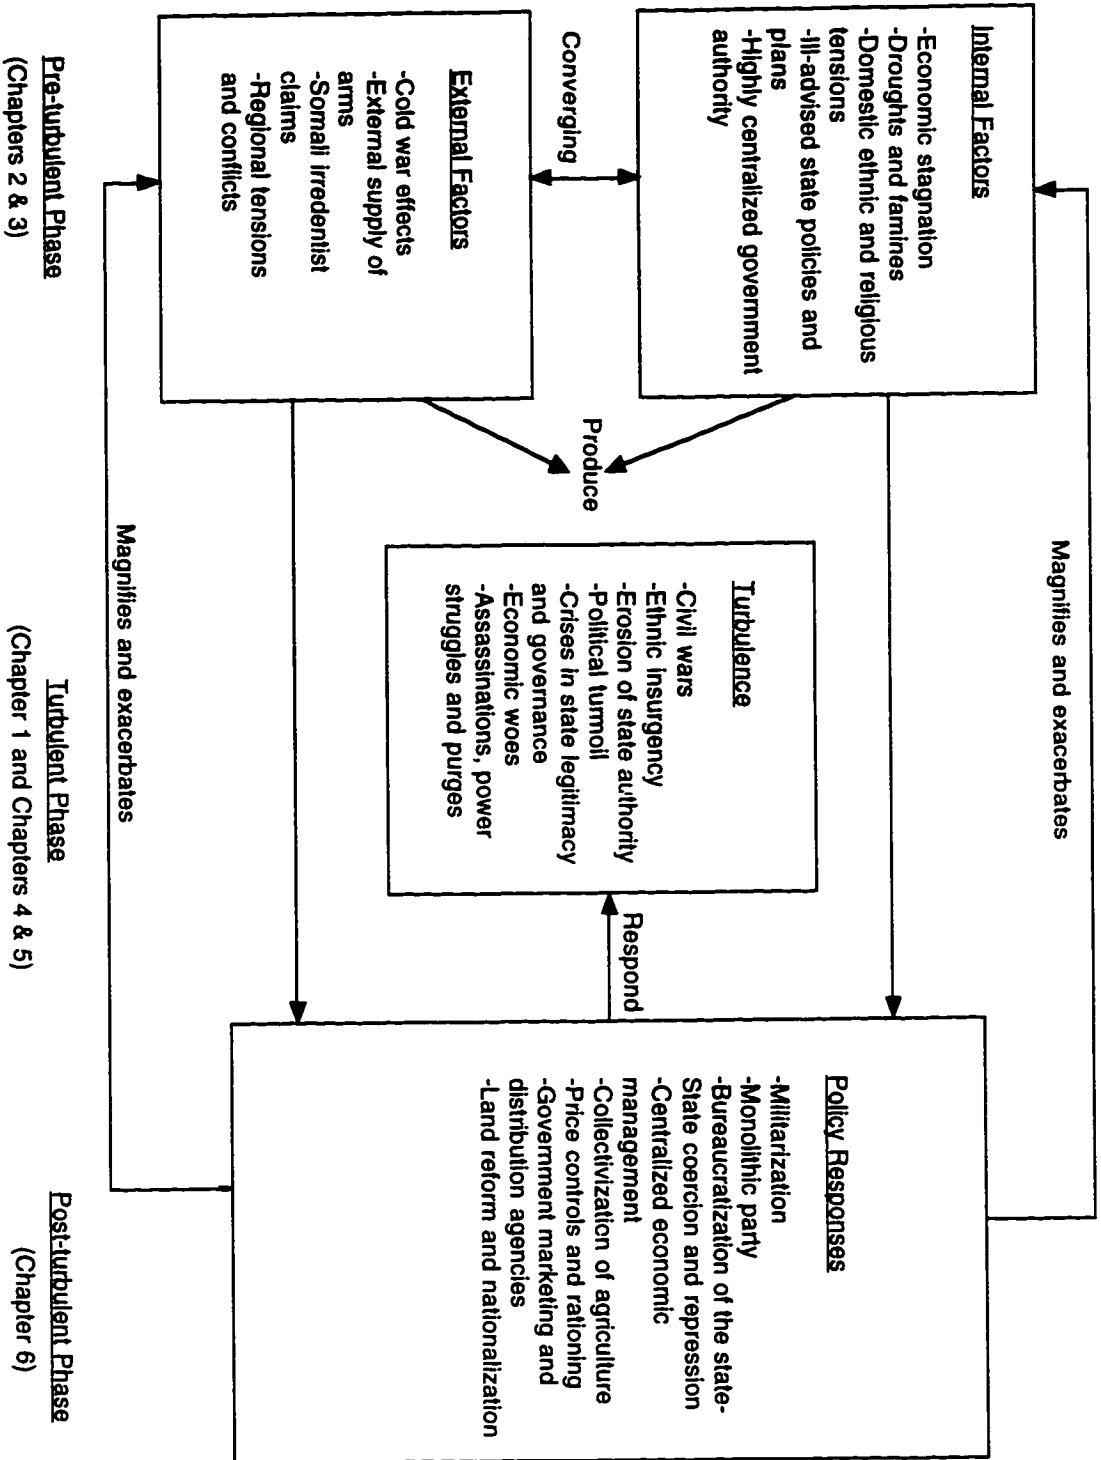 Internal Factors
-Economic stagnation
-Droughts and famines
-Domestic ethnic and religious
tensions
-Ill-advised state policies and
plans
-Highly centralized government
authority
Converging
External Factors
-Cold war effects
-External supply of
arms
-Somali irredentist
claims
-Regional tensions
and conflicts
Pre-turbulent Phase
(Chapters 2 & 3)
Magnifies and exacerbates
Produce
Turbulence
-Civil wars
-Ethnic insurgency
-Erosion of state authority
-Political turmoil
-Crises in state legitimacy
and governance
-Economic woes
-Assassinations, power
struggles and purges
Respond
Magnifies and exacerbates
Turbulent Phase
(Chapter 1 and Chapters 4 & 5)
Policy Responses
-Militarization
-Monolithic party
-Bureaucratization of the state-
State coercion and repression
-Centralized economic
management
-Collectivization of agriculture
-Price controls and rationing
-Government marketing and
distribution agencies
-Land reform and nationalization
Post-turbulent Phase
(Chapter 6)